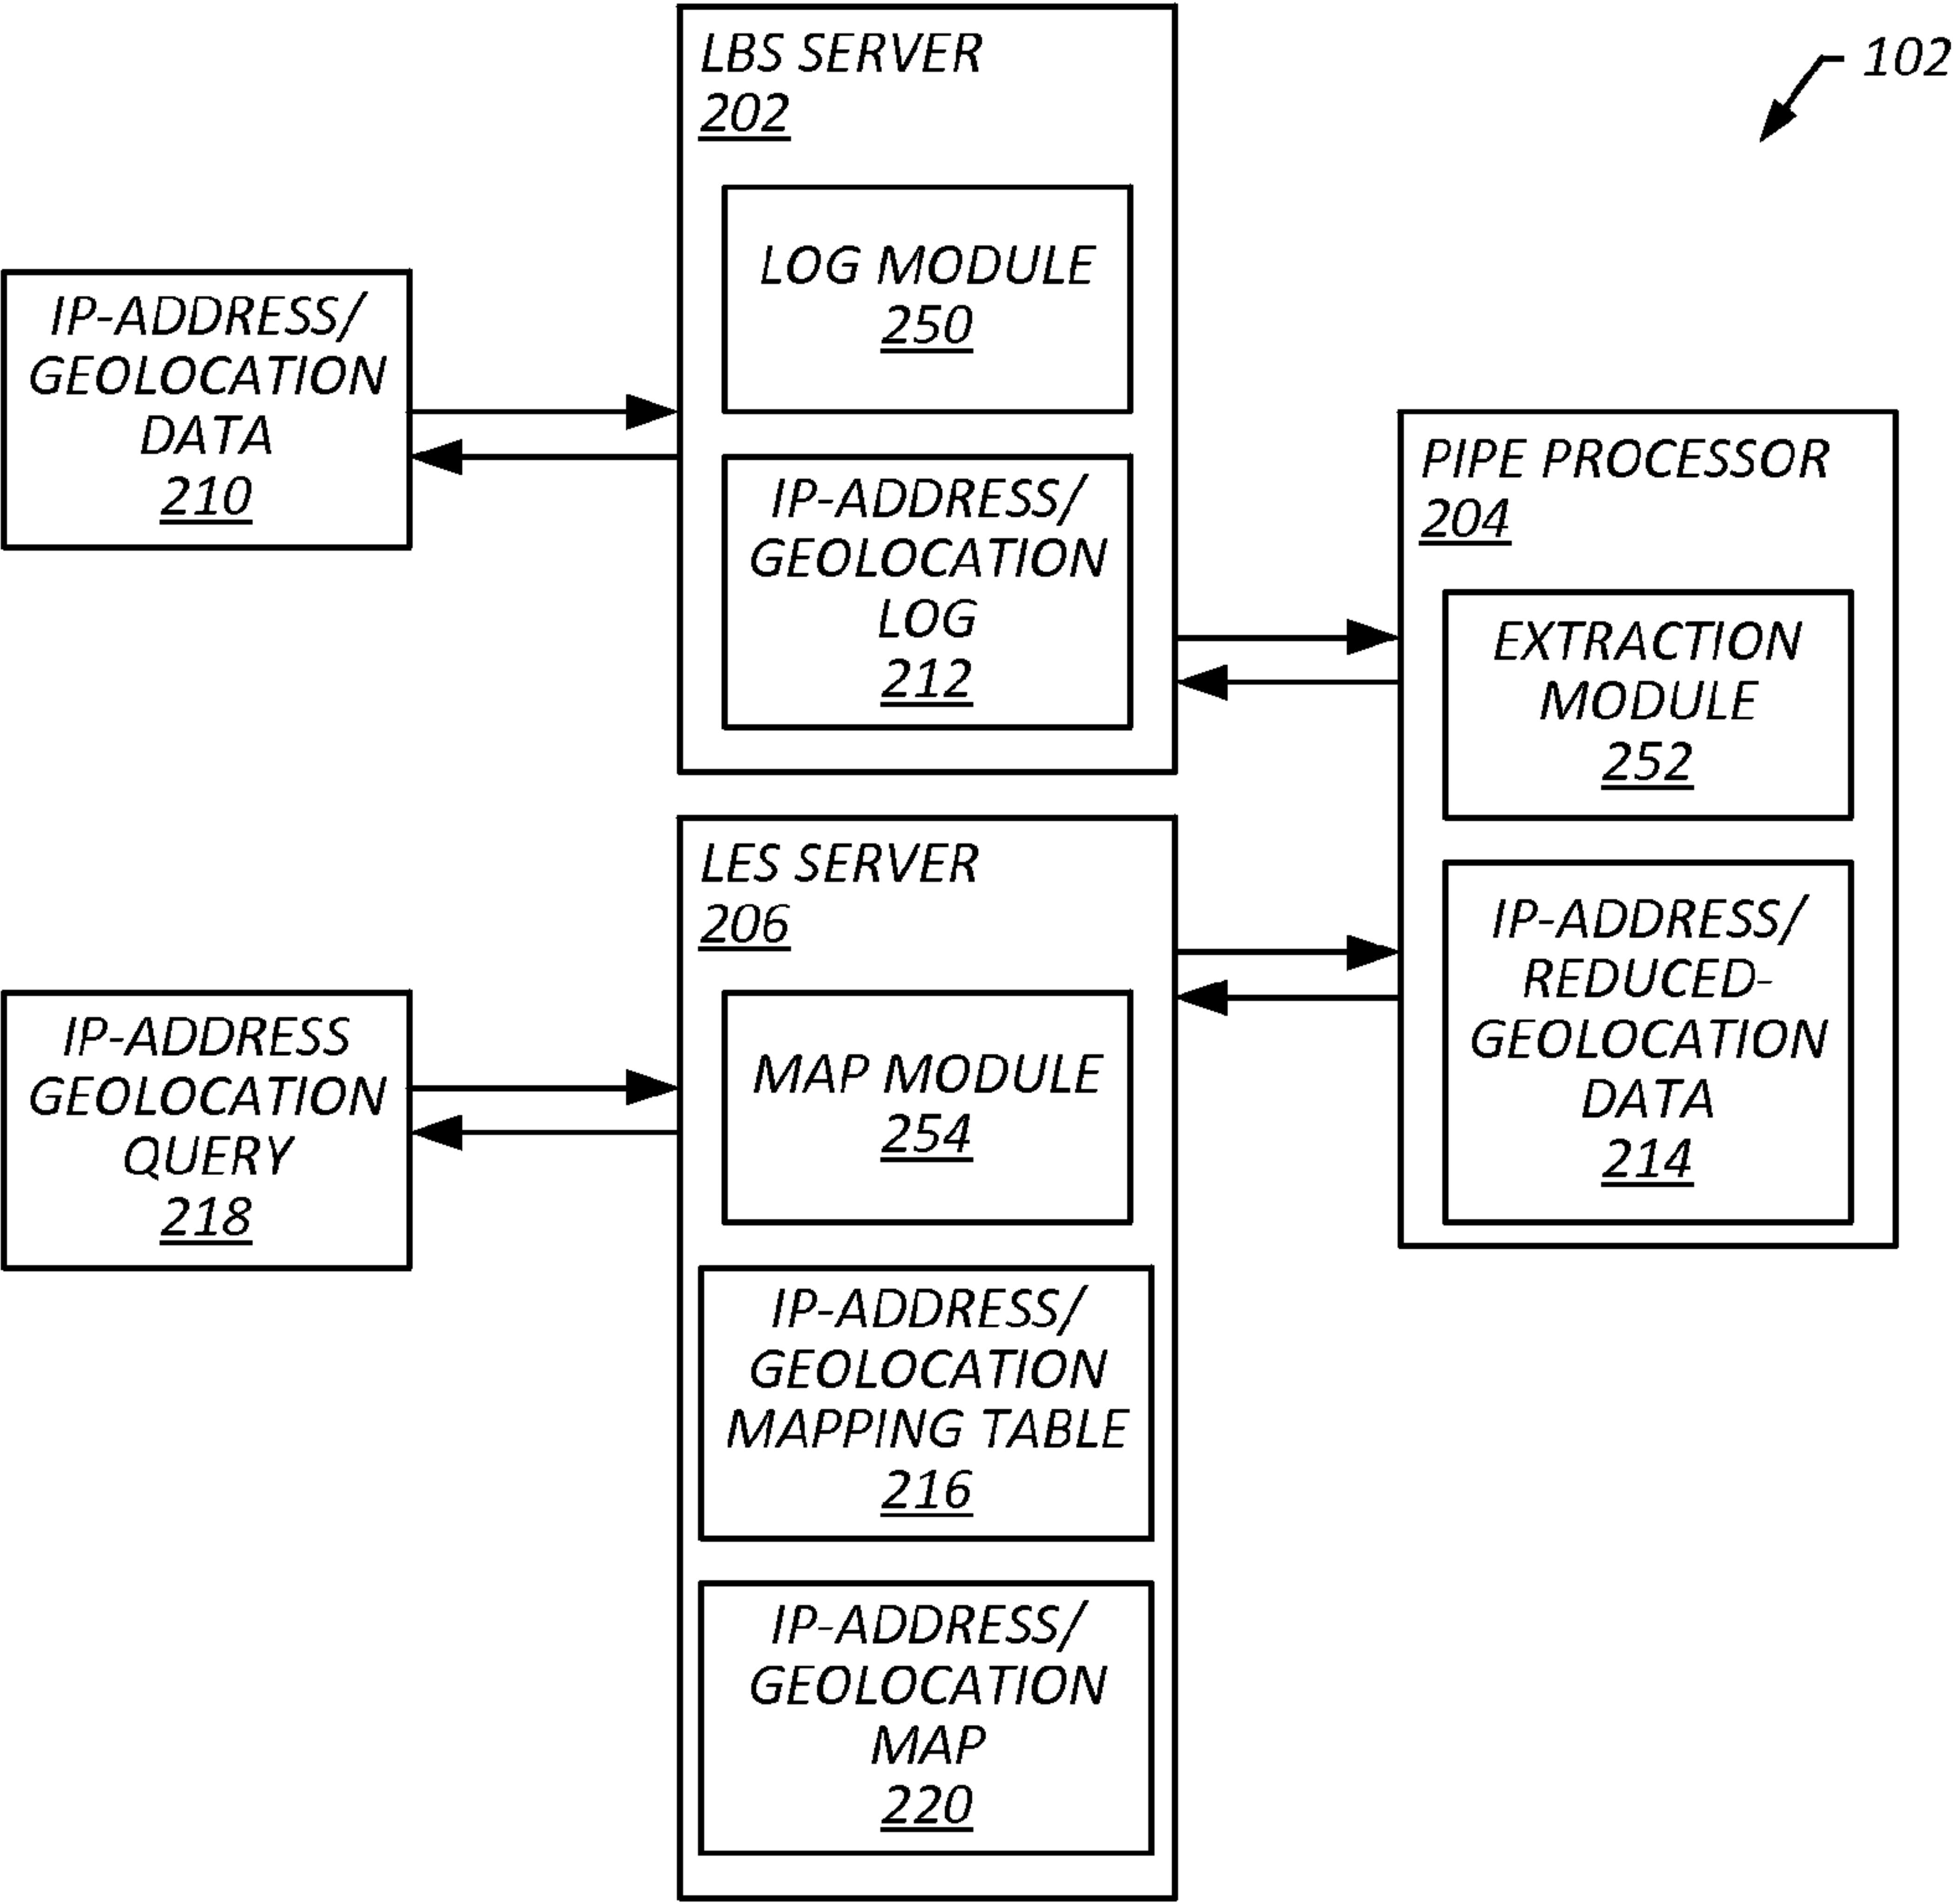 102
LBS SERVER
202
LOG MODULE
250
IP-ADDRESS/
GEOLOCATION
LOG
212
IP-ADDRESS/
GEOLOCATION
DATA
210
PIPE PROCESSOR
204
EXTRACTION
MODULE
252
IP-ADDRESS/
REDUCED-
GEOLOCATION
DATA
214
LES SERVER
206
MAP MODULE
254
IP-ADDRESS/
GEOLOCATION
MAPPING TABLE
216
IP-ADDRESS/
GEOLOCATION
MAP
220
IP-ADDRESS
GEOLOCATION
QUERY
218